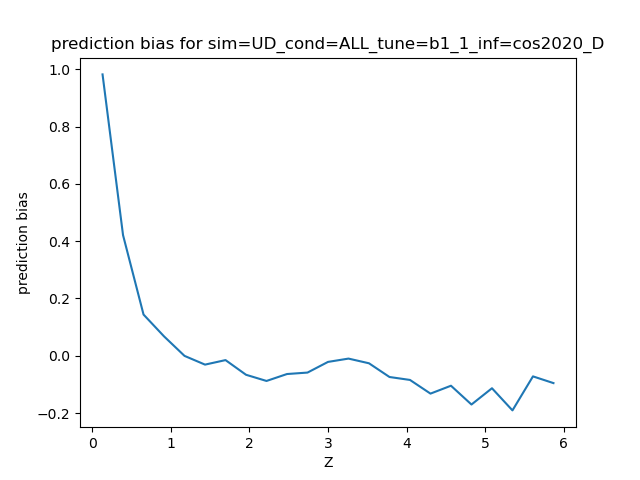 prediction bias for sim=UD_cond=ALL_tune=b1_1_inf=cos2020_D
1.0
0.8
0.6
0.4
0.2
0.0
−0.2
prediction bias
0 1 2 3 4 5 6
Z